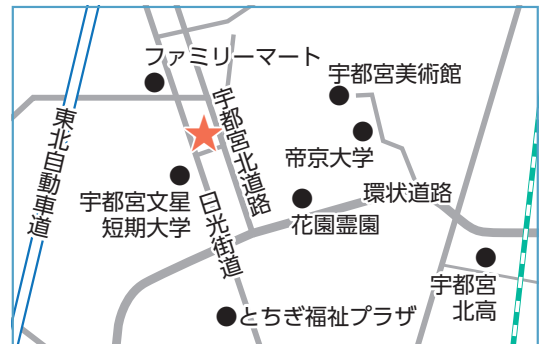 ファミリーマート
宇都宮美術館
宇都宮北道路
東北自動車道
帝京大学
環状道路
宇都宮文星
短期大学
日光街道
花園霊園
宇都宮
北高
とちぎ福祉プラザ